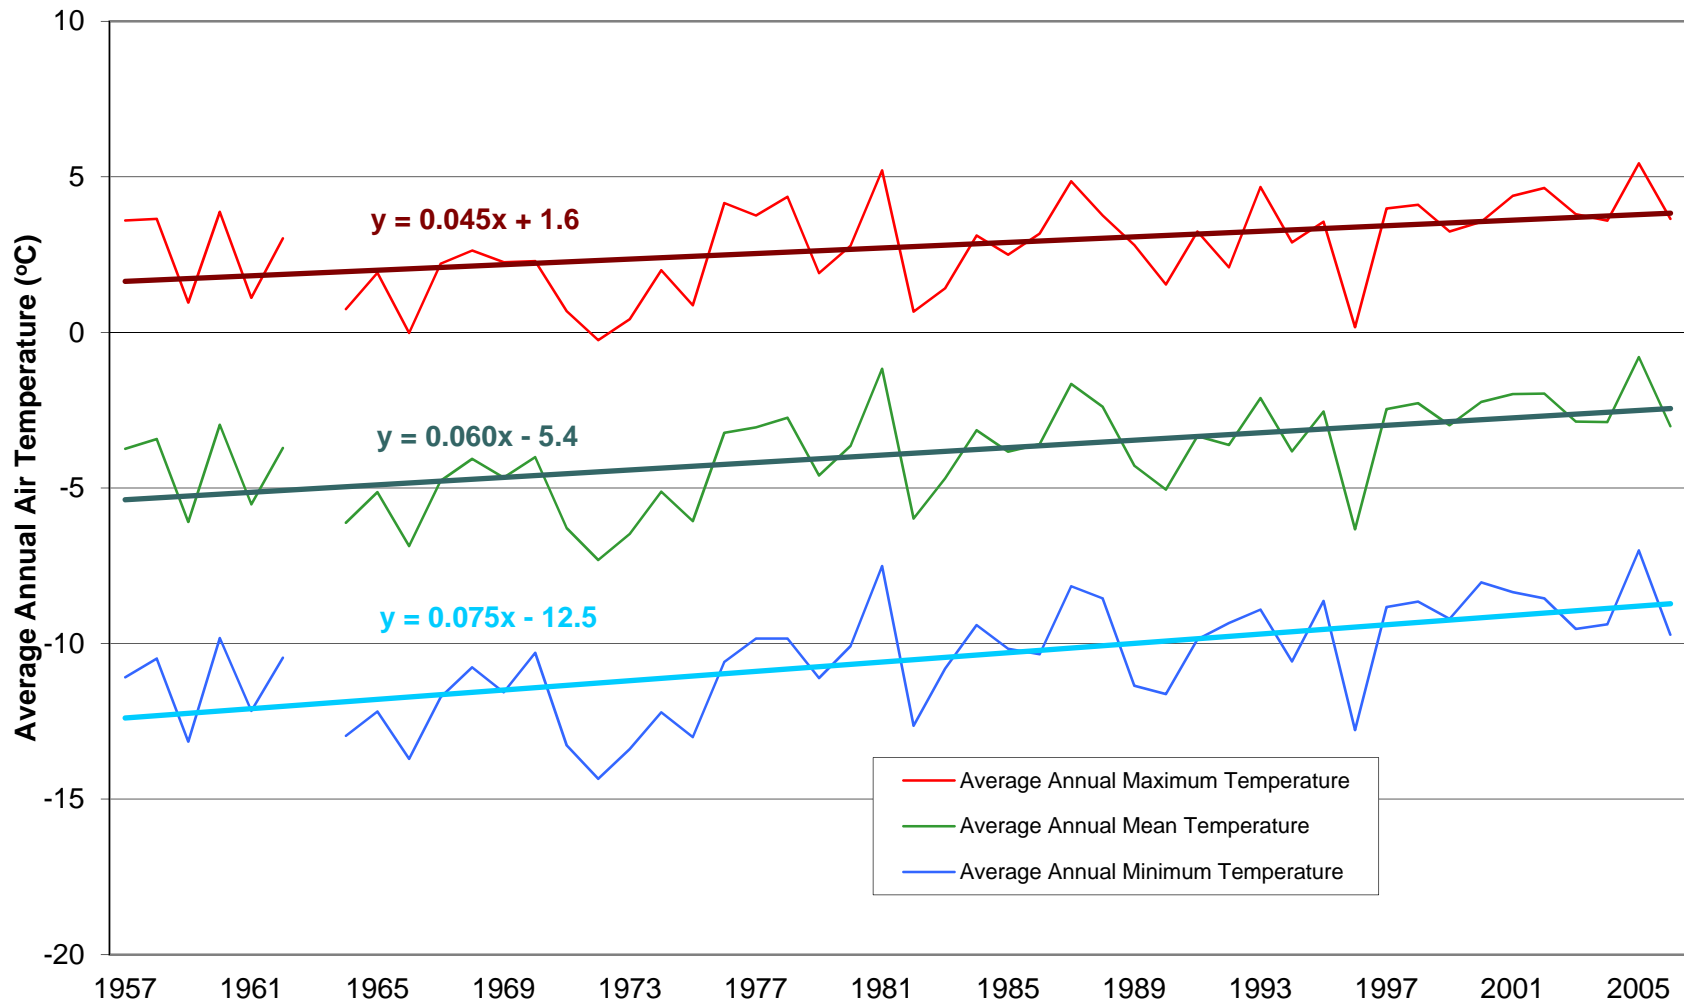 10
5
0
-5
-10
-15
-20
Average Annual Air Temperature (°C)
y = 0.045x + 1.6
y = 0.060x - 5.4
y = 0.075x - 12.5
Average Annual Maximum Temperature
Average Annual Mean Temperature
Average Annual Minimum Temperature
1957 1961 1965 1969 1973 1977 1981 1985 1989 1993 1997 2001 2005